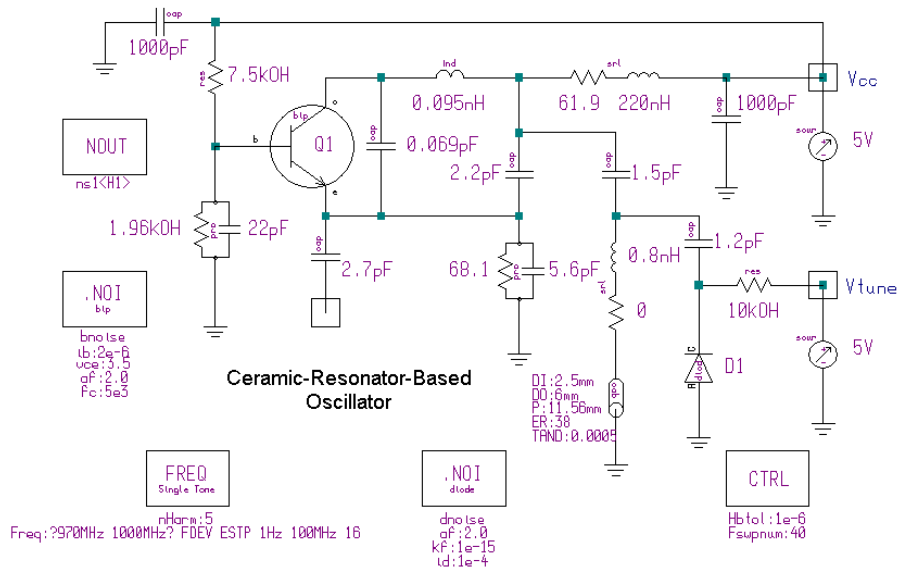 cap
1000pF
res
7.5kOH
Ind
0.095nH
srl
61.9
220nH
cap
1000pF
Vcc
sour
5V
NOUT
ns1<H1>
b
c
e
blp
Q1
cap
0.069pF
cap
2.2pF
cap
1.5pF
1.96kOH
prc
22pF
cap
2.7pF
68.1
prc
5.6pF
0.8nH
srl
0
cap
1.2pF
res
10kOH
Vtune
sour
5V
.NOI
bip
bnoise
ib:2e-6
vce:3.5
af:2.0
fc:5e3
Ceramic-Resonator-Based
Oscillator
DI:2.5mm
DO:6mm
P:11.56mm
ER:38
TAND:0.0005
A
C
diod
D1
FREQ
Single Tone
nHarm:5
Freq:?970MHz 1000MHz? FDEV ESTP 1Hz 100MHz 16
.NOI
diode
dnoise
af:2.0
kf:1e-15
id:1e-4
CTRL
Hbtol:1e-6
Fswpnum:40